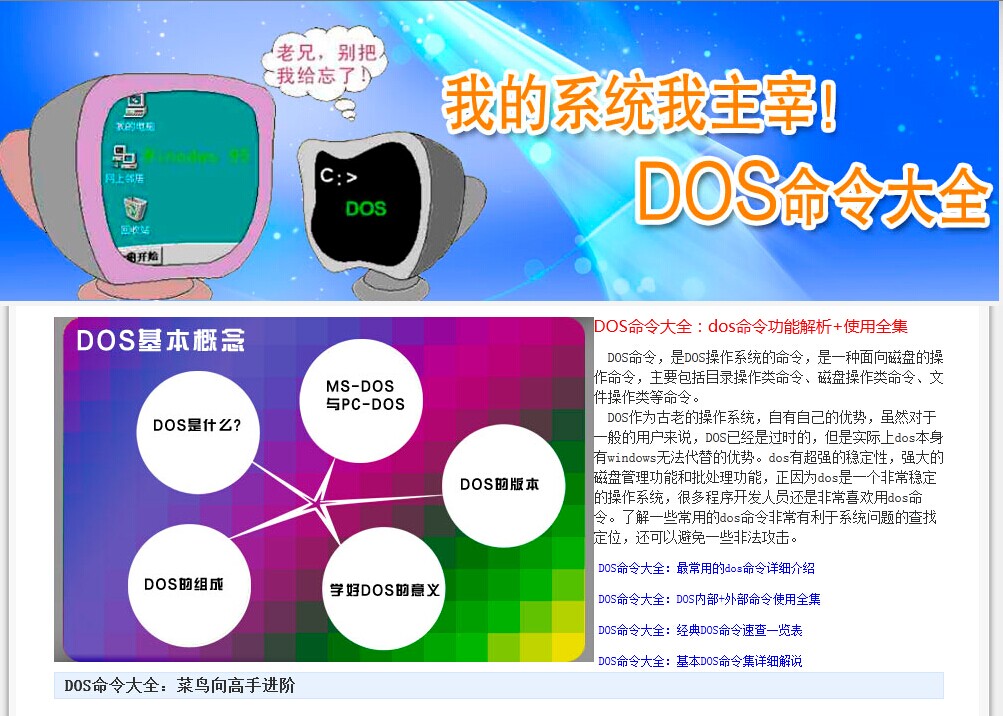 老兄，别把
我给忘了！
我的系统我主宰！
DOS命令大全
我的电脑
Windows 95
网上邻居
回收站
开始
C:>
DOS
DOS基本概念
MS-DOS
与PC-DOS
DOS是什么?
DOS的版本
DOS的组成
学好DOS的意义
DOS命令大全：dos命令功能解析+使用全集
DOS命令，是DOS操作系统的命令，是一种面向磁盘的操
作命令，主要包括目录操作类命令、磁盘操作类命令、文
件操作类等命令。
DOS作为古老的操作系统，自有自己的优势，虽然对于
一般的用户来说，DOS已经是过时的，但是实际上dos本身
有windows无法代替的优势。dos有超强的稳定性，强大的
磁盘管理功能和批处理功能，正因为dos是一个非常稳定
的操作系统，很多程序开发人员还是非常喜欢用dos命
令。了解一些常用的dos命令非常有利于系统问题的查找
定位，还可以避免一些非法攻击。
DOS命令大全：最常用的dos命令详细介绍
DOS命令大全：DOS内部+外部命令使用全集
DOS命令大全：经典DOS命令速查一览表
DOS命令大全：基本DOS命令集详细解说
DOS命令大全：菜鸟向高手进阶